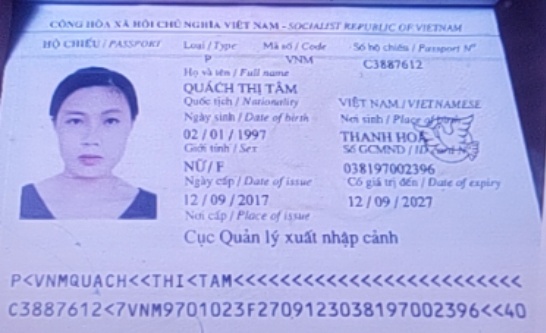 CỘNG HÒA XÃ HỘI CHỦ NGHĨA VIỆT NAM - SOCIALIST REPUBLIC OF VIETNAM
HỘ CHIẾU / PASSPORT Loại / Type Mã số / Code Số hộ chiếu / Passport Nº
P VNM C3887612
Họ và tên / Full name
QUÁCH THỊ TÂM
Quốc tịch / Nationality VIỆT NAM / VIETNAMESE
Ngày sinh / Date of birth Nơi sinh / Place of birth
02 / 01 / 1997 THANH HOÁ
Giới tính / Sex Số GCMND / ID Card Nº
NỮ / F 038197002396
Ngày cấp / Date of issue Có giá trị đến / Date of expiry
12 / 09 / 2017 12 / 09 / 2027
Nơi cấp / Place of issue
Cục Quản lý xuất nhập cảnh
P<VNMQUACH<<THI<TAM<<<<<<<<<<<<<<<<<<<<<<<<<
C3887612<7VNM9701023F2709123038197002396<<40